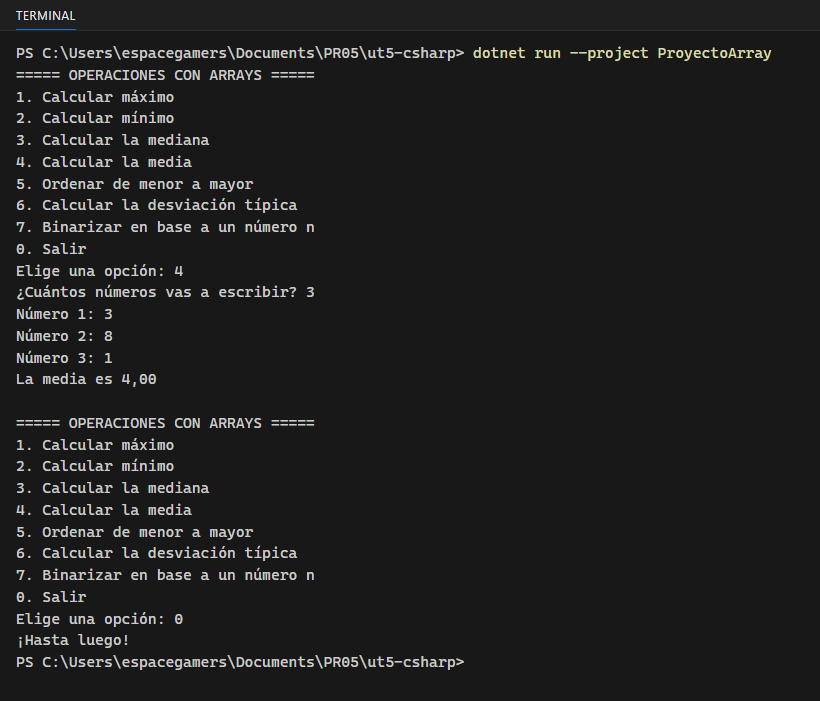 TERMINAL
PS C:\Users\espacegamers\Documents\PR05\ut5-csharp> dotnet run --project ProyectoArray
===== OPERACIONES CON ARRAYS =====
1. Calcular máximo
2. Calcular mínimo
3. Calcular la mediana
4. Calcular la media
5. Ordenar de menor a mayor
6. Calcular la desviación típica
7. Binarizar en base a un número n
0. Salir
Elige una opción: 4
¿Cuántos números vas a escribir? 3
Número 1: 3
Número 2: 8
Número 3: 1
La media es 4,00
===== OPERACIONES CON ARRAYS =====
1. Calcular máximo
2. Calcular mínimo
3. Calcular la mediana
4. Calcular la media
5. Ordenar de menor a mayor
6. Calcular la desviación típica
7. Binarizar en base a un número n
0. Salir
Elige una opción: 0
¡Hasta luego!
PS C:\Users\espacegamers\Documents\PR05\ut5-csharp>